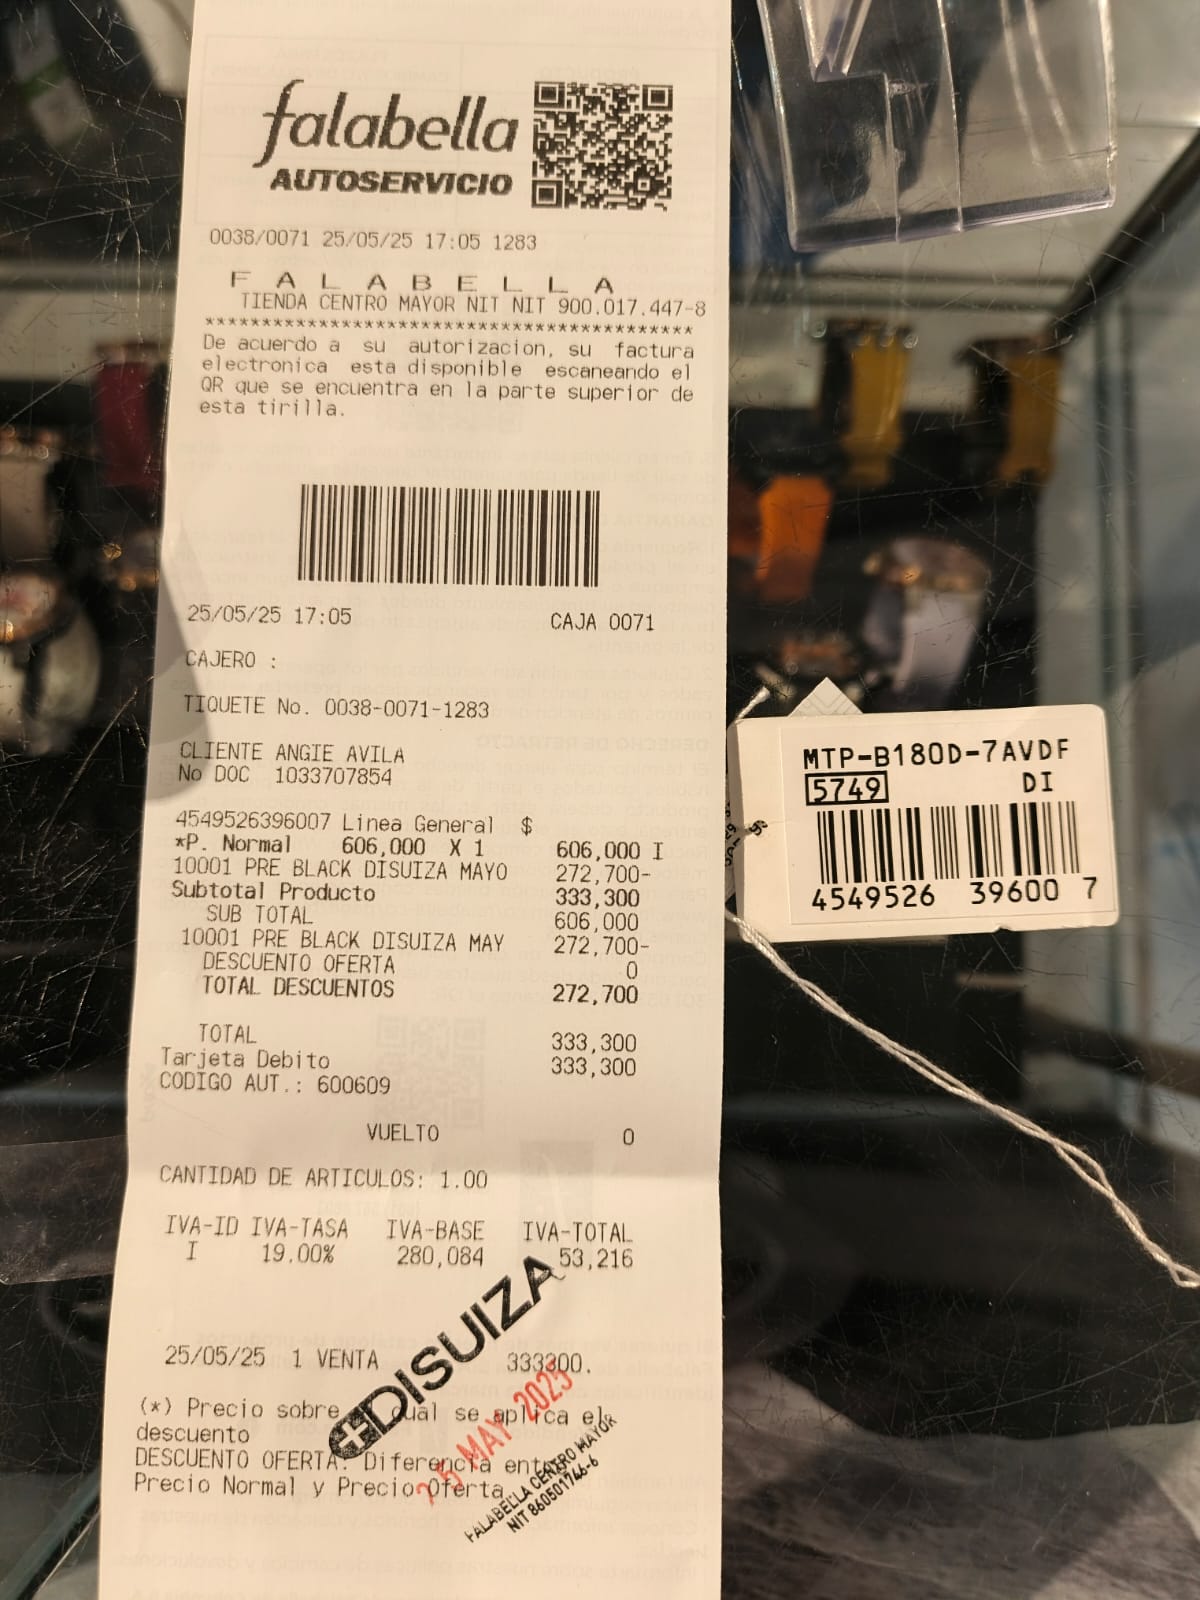 falabella
AUTOSERVICIO
0038/0071 25/05/25 17:05 1283
F A L A B E L L A
TIENDA CENTRO MAYOR NIT NIT 900.017.447-8
******************************************
De acuerdo a su autorizacion, su factura
electronica esta disponible escaneando el
QR que se encuentra en la parte superior de
esta tirilla.
25/05/25 17:05 CAJA 0071
CAJERO :
TIQUETE No. 0038-0071-1283
CLIENTE ANGIE AVILA
No DOC 1033707854
4549526396007 Linea General $
*P. Normal 606,000 X 1 606,000 I
10001 PRE BLACK DISUIZA MAYO 272,700-
Subtotal Producto 333,300
SUB TOTAL 606,000
10001 PRE BLACK DISUIZA MAY 272,700-
DESCUENTO OFERTA 0
TOTAL DESCUENTOS 272,700
TOTAL 333,300
Tarjeta Debito 333,300
CODIGO AUT.: 600609
VUELTO 0
CANTIDAD DE ARTICULOS: 1.00
IVA-ID IVA-TASA IVA-BASE IVA-TOTAL
I 19.00% 280,084 53,216
25/05/25 1 VENTA 333300.
(*) Precio sobre cual se aplica el
descuento
DESCUENTO OFERTA: Diferencia entre
Precio Normal y Precio Oferta
DISUIZA
25 MAY 2025
FALABELLA CENTRO MAYOR
NIT 860501746-6
MTP-B180D-7AVDF
5749 DI
4549526 39600 7